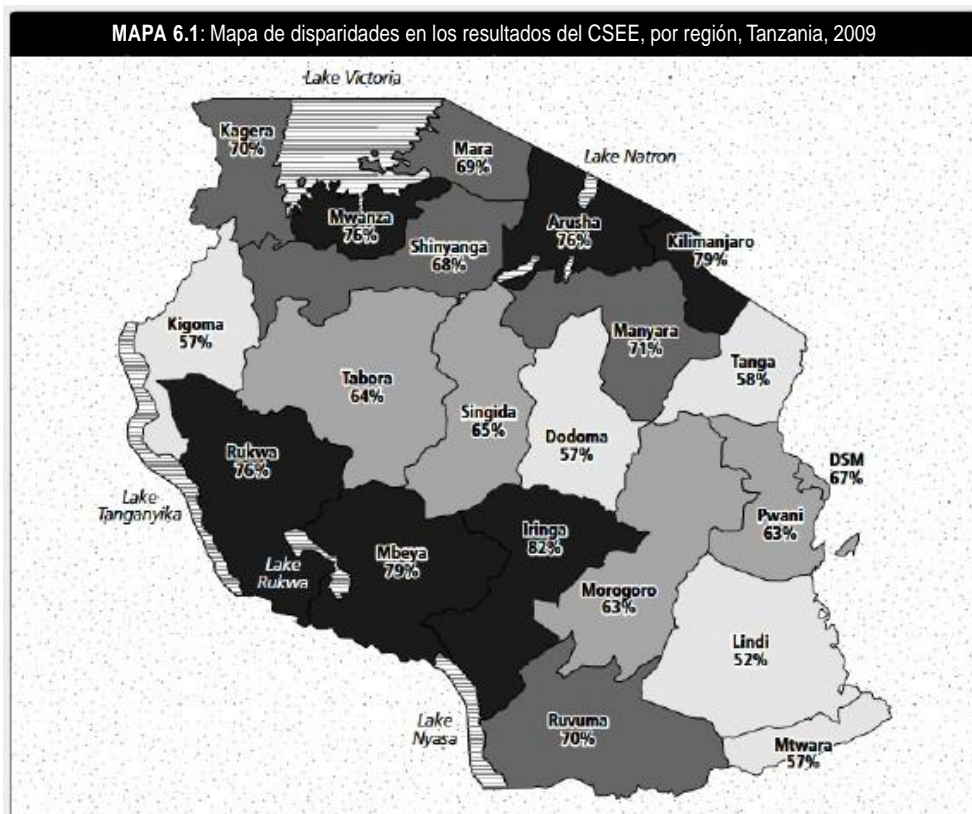 MAPA 6.1: Mapa de disparidades en los resultados del CSEE, por región, Tanzania, 2009
Lake Victoria
Kagera
70%
Mara
69%
Lake Natron
Mwanza
76%
Arusha
76%
Kilimanjaro
79%
Shinyanga
68%
Kigoma
57%
Manyara
71%
Tanga
58%
Tabora
64%
Singida
65%
Dodoma
57%
Rukwa
76%
DSM
67%
Lake
Tanganyika
Pwani
63%
Iringa
82%
Mbeya
79%
Lake
Rukwa
Morogoro
63%
Lindi
52%
Lake
Nyasa
Ruvuma
70%
Mtwara
57%